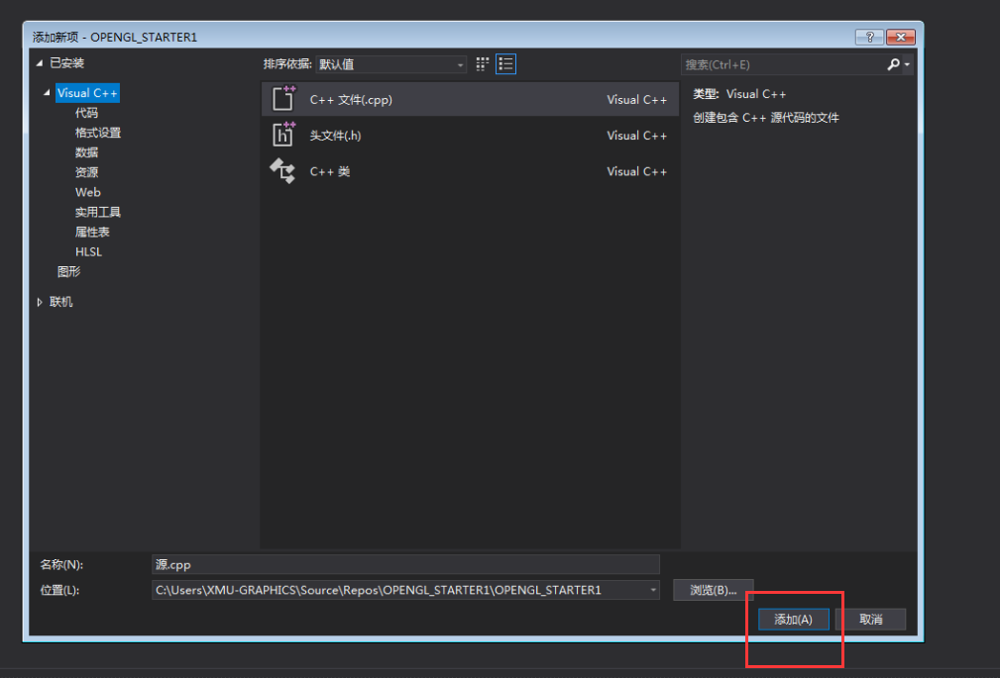 添加新项 - OPENGL_STARTER1
?
已安装
排序依据: 默认值
搜索(Ctrl+E)
Visual C++
代码
格式设置
数据
资源
Web
实用工具
属性表
HLSL
图形
联机
C++ 文件(.cpp) Visual C++
头文件(.h) Visual C++
C++ 类 Visual C++
类型: Visual C++
创建包含 C++ 源代码的文件
名称(N): 源.cpp
位置(L): C:\Users\XMU-GRAPHICS\Source\Repos\OPENGL_STARTER1\OPENGL_STARTER1 浏览(B)...
添加(A) 取消